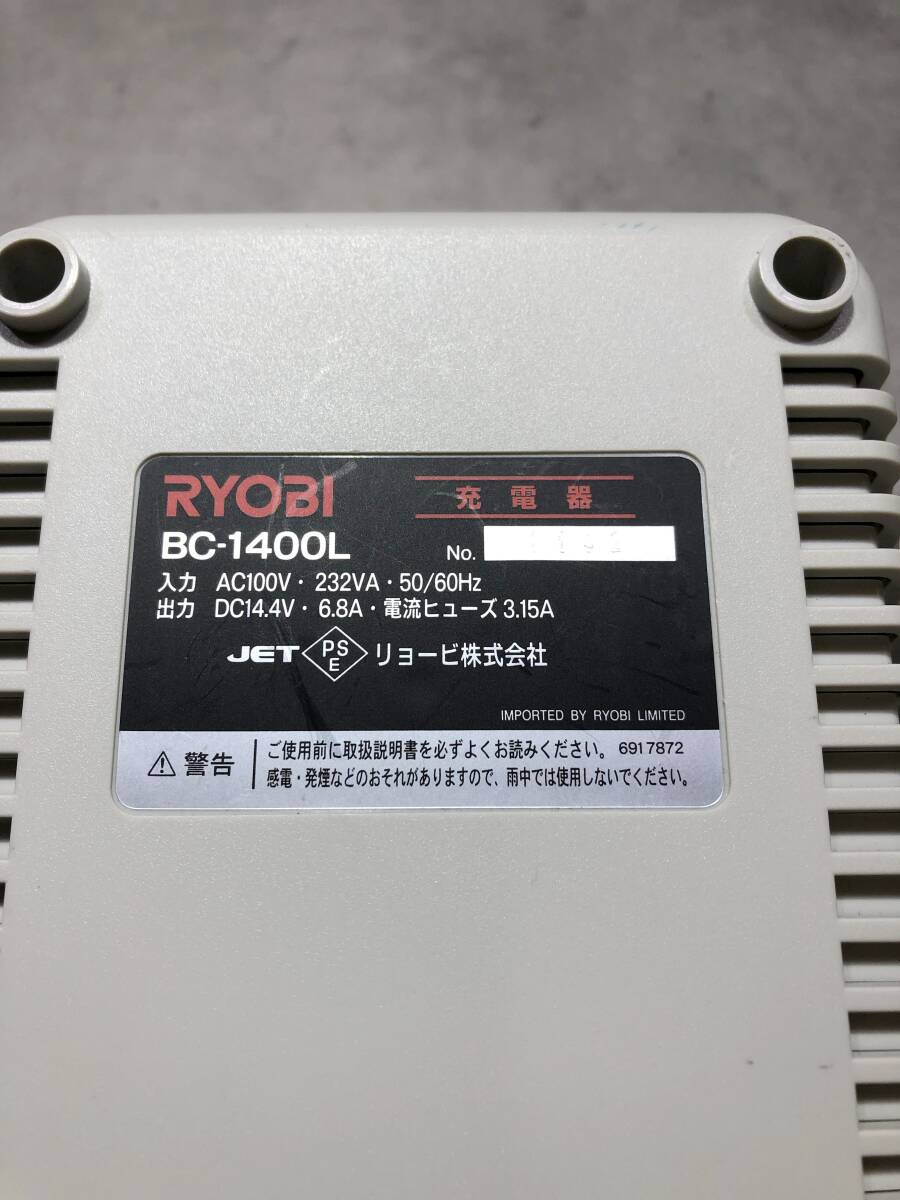 RYOBI 充電器
BC-1400L No.
入力 AC100V・232VA・50/60Hz
出力 DC14.4V・6.8A・電流ヒューズ 3.15A
JET PSE リョービ株式会社
IMPORTED BY RYOBI LIMITED
⚠ 警告
ご使用前に取扱説明書を必ずよくお読みください。 6917872
感電・発煙などのおそれがありますので、雨中では使用しないでください。